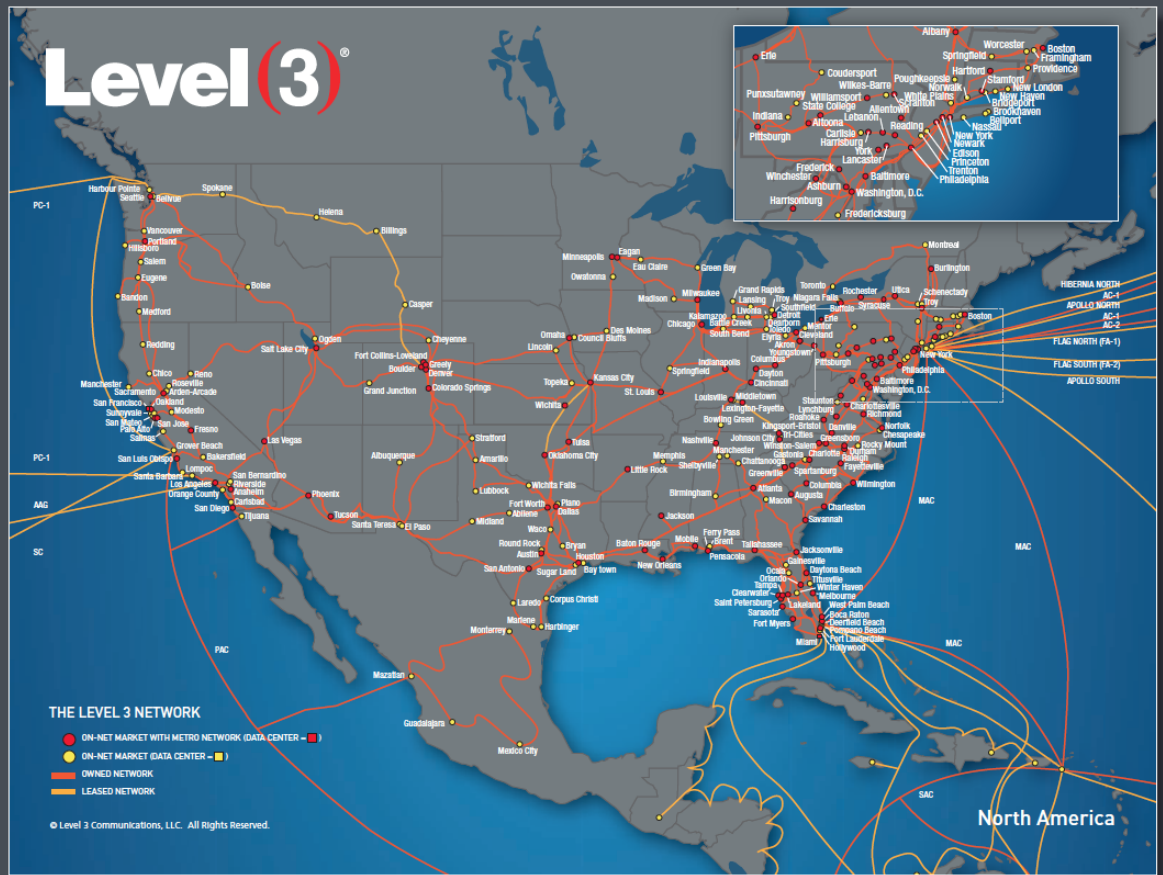 Level(3)®
Albany
Worcester
Boston
Springfield
Framingham
Erie
Hartford
Providence
Coudersport
Poughkeepsie
Stamford
Wilkes-Barre
Norwalk
New London
Punxsutawney
Williamsport
White Plains
New Haven
State College
Scranton
Bridgeport
Allentown
Brookhaven
Indiana
Lebanon
Bellport
Altoona
Reading
Nassau
Carlisle
New York
Pittsburgh
Harrisburg
Newark
York
Edison
Lancaster
Princeton
Frederick
Trenton
Winchester
Baltimore
Philadelphia
Ashburn
Washington, D.C.
Harrisonburg
Fredericksburg
Harbour Pointe
Seattle
Bellvue
Spokane
PC-1
Helena
Vancouver
Billings
Portland
Hillsboro
Salem
Eugene
Boise
Bandon
Casper
Medford
Redding
Ogden
Cheyenne
Salt Lake City
Fort Collins-Loveland
Greely
Boulder
Denver
Chico
Reno
Grand Junction
Colorado Springs
Manchester
Roseville
Sacramento
Arden-Arcade
San Francisco
Oakland
Sunnyvale
Modesto
San Mateo
Palo Alto
San Jose
Salinas
Fresno
Las Vegas
Grover Beach
San Luis Obispo
Bakersfield
PC-1
Lompoc
Santa Barbara
San Bernardino
Los Angeles
Riverside
Orange County
Anaheim
Carlsbad
AAG
San Diego
Tijuana
Phoenix
Tucson
SC
Albuquerque
Santa Teresa
El Paso
Minneapolis
Eagan
Eau Claire
Green Bay
Owatonna
Madison
Milwaukee
Grand Rapids
Lansing
Troy
Livonia
Southfield
Kalamazoo
Detroit
Chicago
Battle Creek
Dearborn
South Bend
Toledo
Omaha
Des Moines
Council Bluffs
Lincoln
Topeka
Kansas City
Springfield
Indianapolis
Wichita
St. Louis
Stratford
Tulsa
Amarillo
Oklahoma City
Lubbock
Wichita Falls
Little Rock
Memphis
Midland
Abilene
Fort Worth
Plano
Dallas
Waco
Jackson
Round Rock
Bryan
Austin
Houston
San Antonio
Sugar Land
Bay town
Baton Rouge
New Orleans
Laredo
Corpus Christi
Marlene
Harbinger
Monterrey
Mazatlan
Guadalajara
Mexico City
PAC
Montreal
Burlington
Toronto
Rochester
Utica
Schenectady
Niagara Falls
Syracuse
Troy
Buffalo
Boston
Erie
Mentor
Elyria
Cleveland
Akron
Youngstown
New York
Pittsburgh
Philadelphia
Columbus
Dayton
Baltimore
Cincinnati
Washington, D.C.
Louisville
Middletown
Staunton
Charlottesville
Lexington-Fayette
Lynchburg
Richmond
Bowling Green
Roanoke
Kingsport-Bristol
Danville
Norfolk
Chesapeake
Nashville
Johnson City
Tri-Cities
Greensboro
Winston-Salem
Rocky Mount
Manchester
Gastonia
Charlotte
Durham
Raleigh
Shelbyville
Chattanooga
Fayetteville
Greenville
Spartanburg
Birmingham
Atlanta
Columbia
Wilmington
Macon
Augusta
Charleston
Savannah
Mobile
Ferry Pass
Brent
Tallahassee
Pensacola
Jacksonville
Gainesville
Ocala
Daytona Beach
Orlando
Titusville
Tampa
Winter Haven
Clearwater
Melbourne
Saint Petersburg
Lakeland
West Palm Beach
Sarasota
Boca Raton
Fort Myers
Deerfield Beach
Pompano Beach
Miami
Fort Lauderdale
Hollywood
HIBERNIA NORTH
AC-1
APOLLO NORTH
AC-1
AC-2
FLAG NORTH (FA-1)
FLAG SOUTH (FA-2)
APOLLO SOUTH
MAC
MAC
MAC
SAC
THE LEVEL 3 NETWORK
ON-NET MARKET WITH METRO NETWORK (DATA CENTER – )
ON-NET MARKET (DATA CENTER – )
OWNED NETWORK
LEASED NETWORK
© Level 3 Communications, LLC. All Rights Reserved.
North America